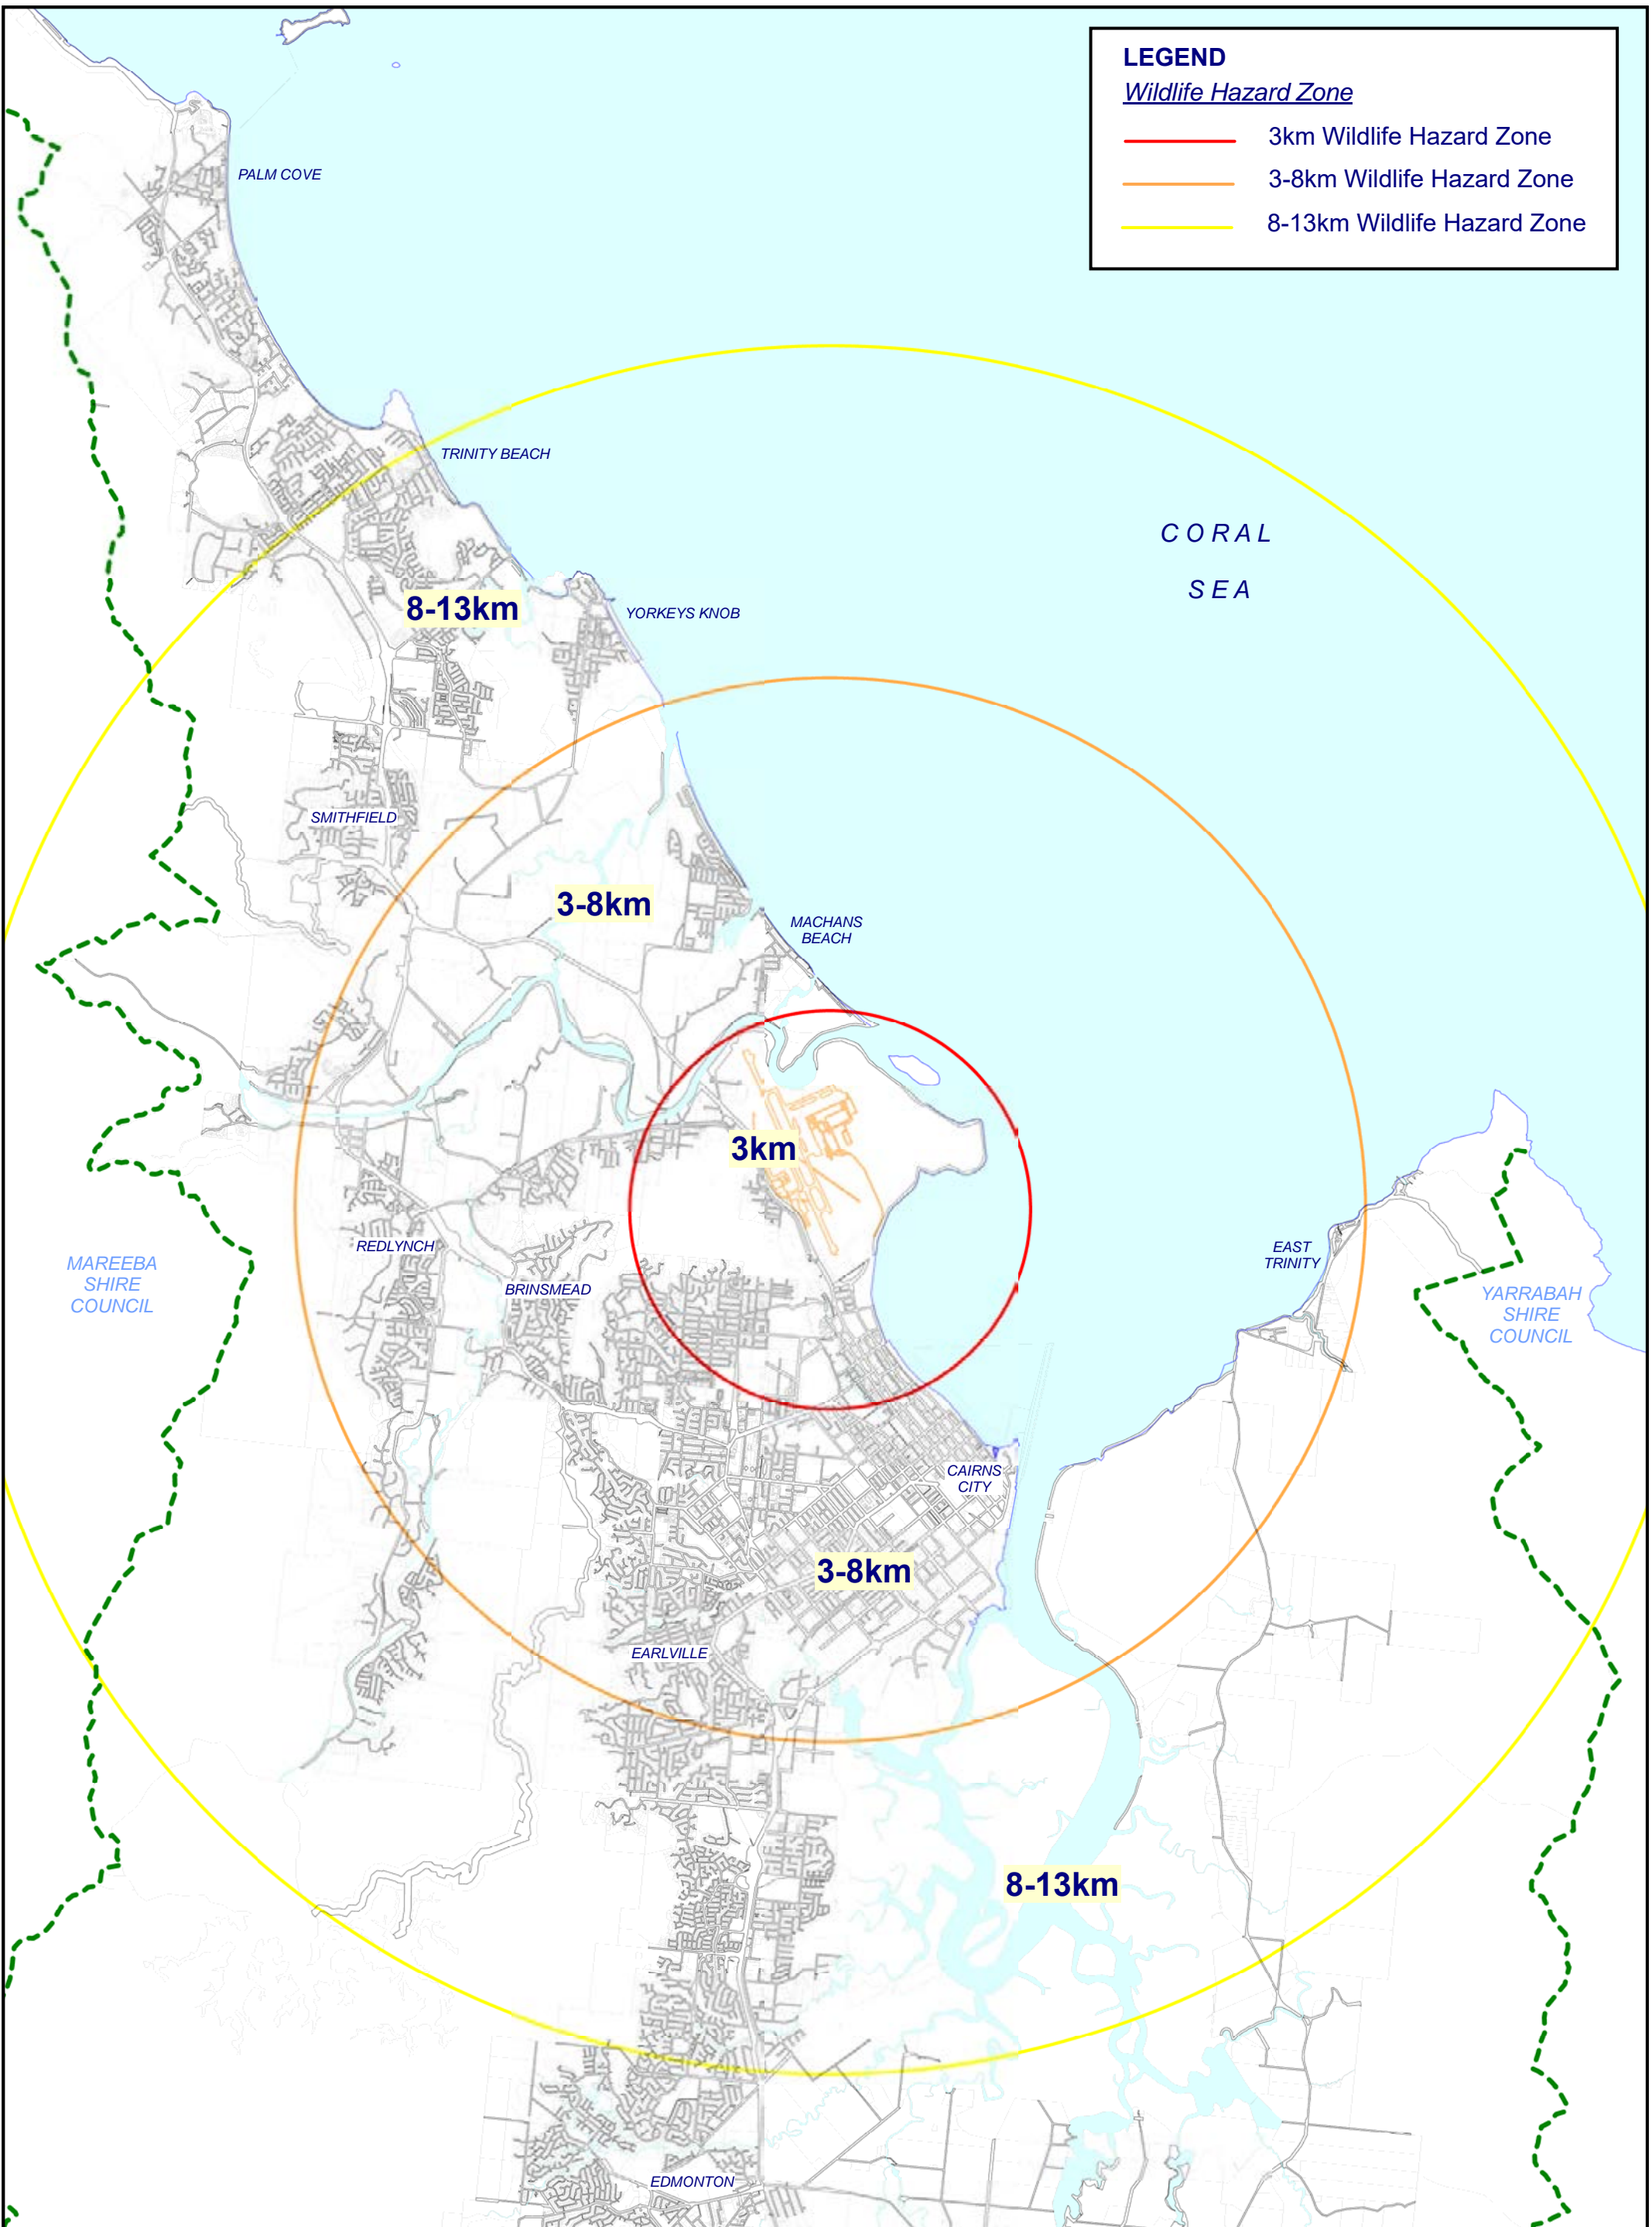 LEGEND
Wildlife Hazard Zone
3km Wildlife Hazard Zone
3-8km Wildlife Hazard Zone
8-13km Wildlife Hazard Zone
PALM COVE
TRINITY BEACH
CORAL
SEA
8-13km
YORKEYS KNOB
SMITHFIELD
3-8km
MACHANS
BEACH
3km
REDLYNCH
BRINSMEAD
EAST
TRINITY
MAREEBA
SHIRE
COUNCIL
YARRABAH
SHIRE
COUNCIL
CAIRNS
CITY
3-8km
EARLVILLE
8-13km
EDMONTON